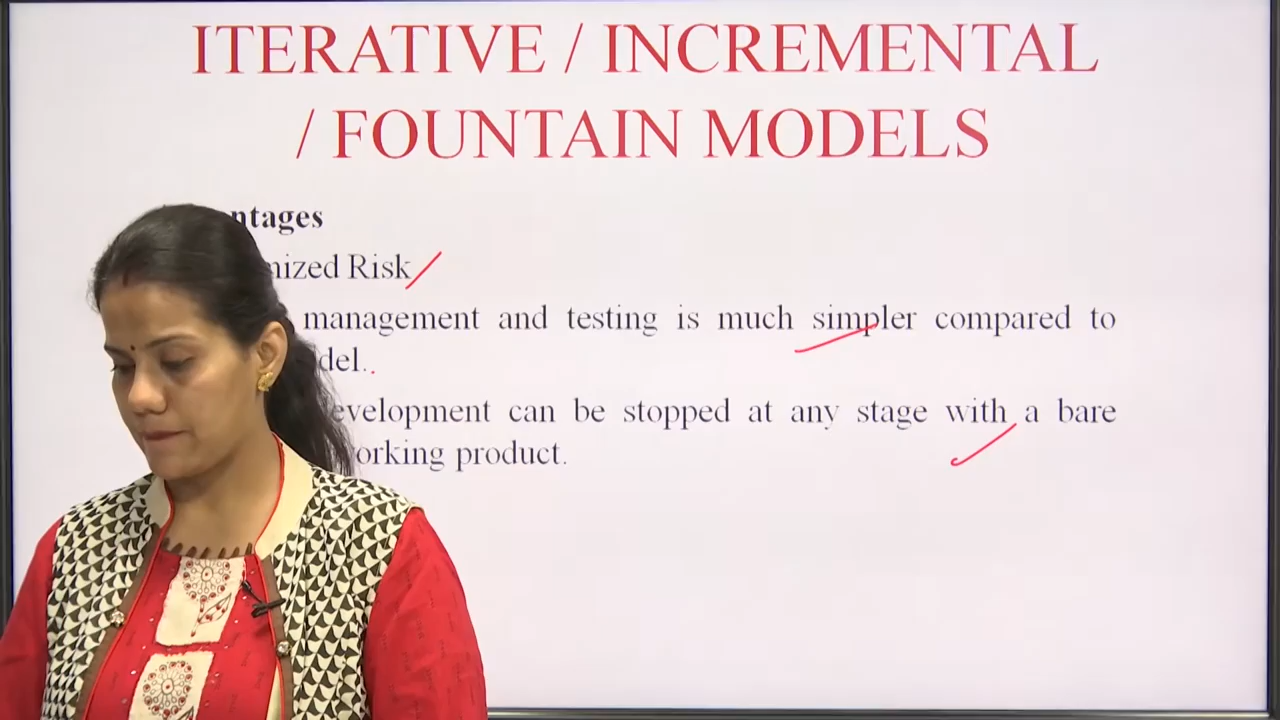 ITERATIVE / INCREMENTAL
/ FOUNTAIN MODELS
ntages
nized Risk
management and testing is much simpler compared to
del.
evelopment can be stopped at any stage with a bare
orking product.